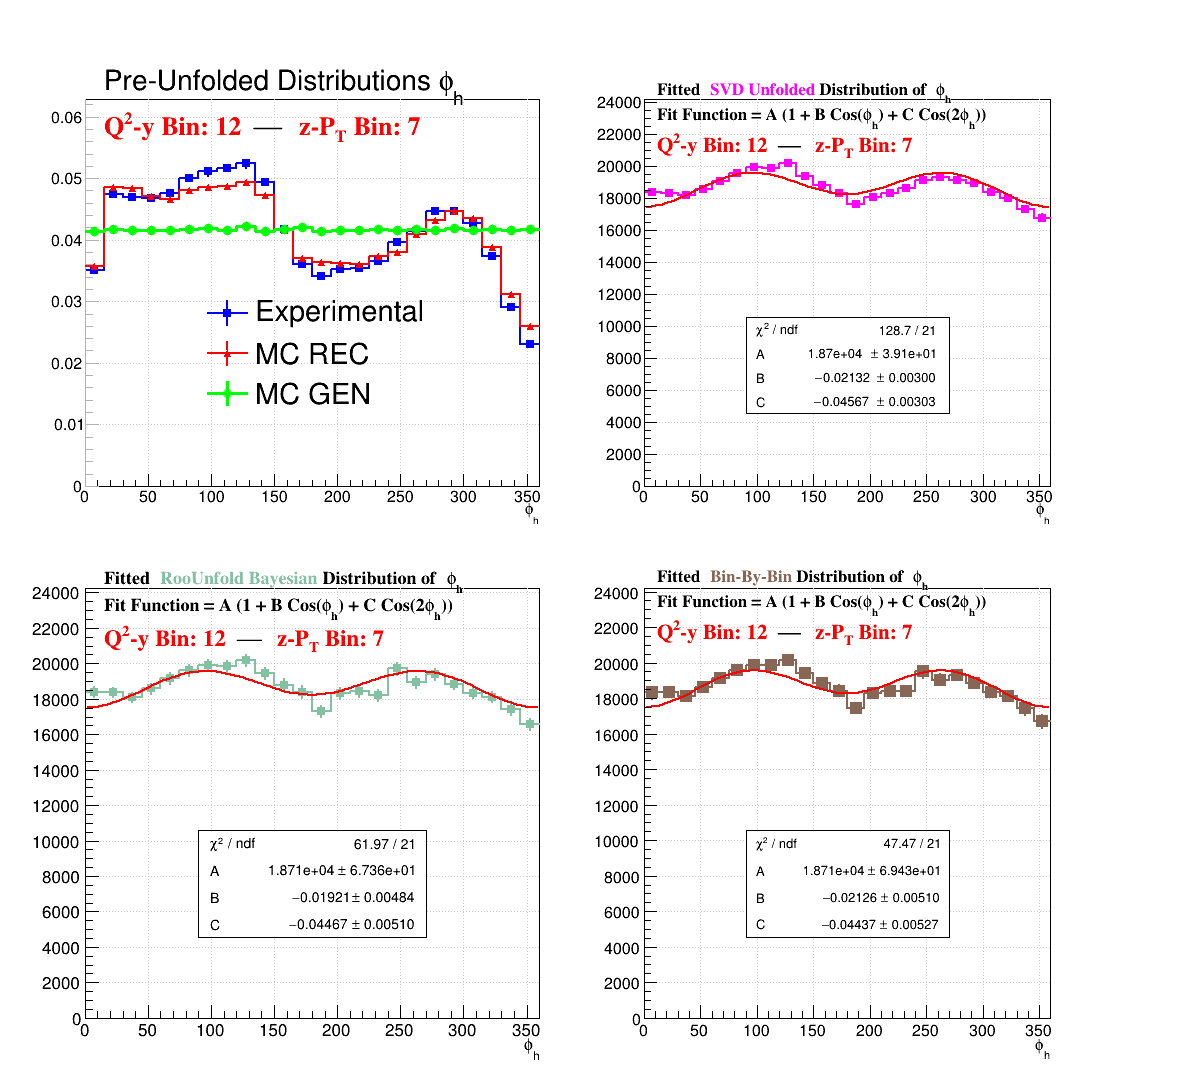 Pre-Unfolded Distributions ϕh
Q²-y Bin: 12 — z-PT Bin: 7
0.06
0.05
0.04
0.03
0.02
0.01
0
Experimental
MC REC
MC GEN
0 50 100 150 200 250 300 350
ϕh
Fitted SVD Unfolded Distribution of ϕh
Fit Function = A (1 + B Cos(ϕh) + C Cos(2ϕh))
Q²-y Bin: 12 — z-PT Bin: 7
24000
22000
20000
18000
16000
14000
12000
10000
8000
6000
4000
2000
0
χ² / ndf 128.7 / 21
A 1.87e+04 ± 3.91e+01
B −0.02132 ± 0.00300
C −0.04567 ± 0.00303
0 50 100 150 200 250 300 350
ϕh
Fitted RooUnfold Bayesian Distribution of ϕh
Fit Function = A (1 + B Cos(ϕh) + C Cos(2ϕh))
Q²-y Bin: 12 — z-PT Bin: 7
24000
22000
20000
18000
16000
14000
12000
10000
8000
6000
4000
2000
0
χ² / ndf 61.97 / 21
A 1.871e+04 ± 6.736e+01
B −0.01921 ± 0.00484
C −0.04467 ± 0.00510
0 50 100 150 200 250 300 350
ϕh
Fitted Bin-By-Bin Distribution of ϕh
Fit Function = A (1 + B Cos(ϕh) + C Cos(2ϕh))
Q²-y Bin: 12 — z-PT Bin: 7
24000
22000
20000
18000
16000
14000
12000
10000
8000
6000
4000
2000
0
χ² / ndf 47.47 / 21
A 1.871e+04 ± 6.943e+01
B −0.02126 ± 0.00510
C −0.04437 ± 0.00527
0 50 100 150 200 250 300 350
ϕh